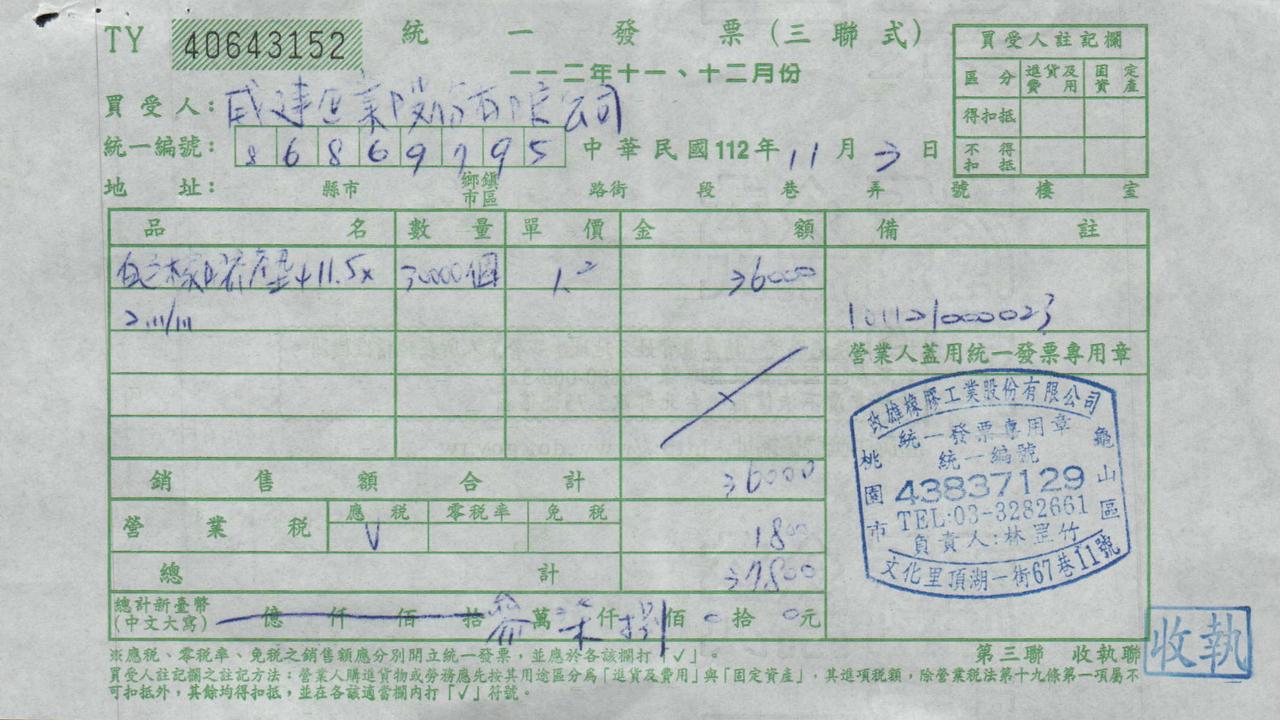 TY 40643152 統一發票(三聯式)
一一二年十一、十二月份
買受人註記欄
區分 進貨及費用 固定資產
得扣抵
不得扣抵
買受人:威建企業股份有限公司
統一編號:86869795 中華民國112年11月3日
地址: 縣市 鄉鎮市區 路街 段 巷 弄 號 樓 室
品名 數量 單價 金額 備註
11.5x 30000個 1.2 36000
2m/m 101121000023
營業人蓋用統一發票專用章
政雄橡膠工業股份有限公司
統一發票專用章
統一編號
43837129
TEL:03-3282661
負責人:林罡竹
桃園市 龜山區
文化里頂湖一街67巷11號
銷售額合計 36000
營業稅 應稅 V 零稅率 免稅 1800
總計 37800
總計新臺幣(中文大寫) 億 仟 佰 拾 參萬柒仟捌佰0拾0元
※應稅、零稅率、免稅之銷售額應分別開立統一發票,並應於各該欄打「✓」。
第三聯 收執聯
收執
買受人註記欄之註記方法:營業人購進貨物或勞務應先按其用途區分為「進貨及費用」與「固定資產」,其進項稅額,除營業稅法第十九條第一項屬不
可扣抵外,其餘均得扣抵,並在各該適當欄內打「✓」符號。